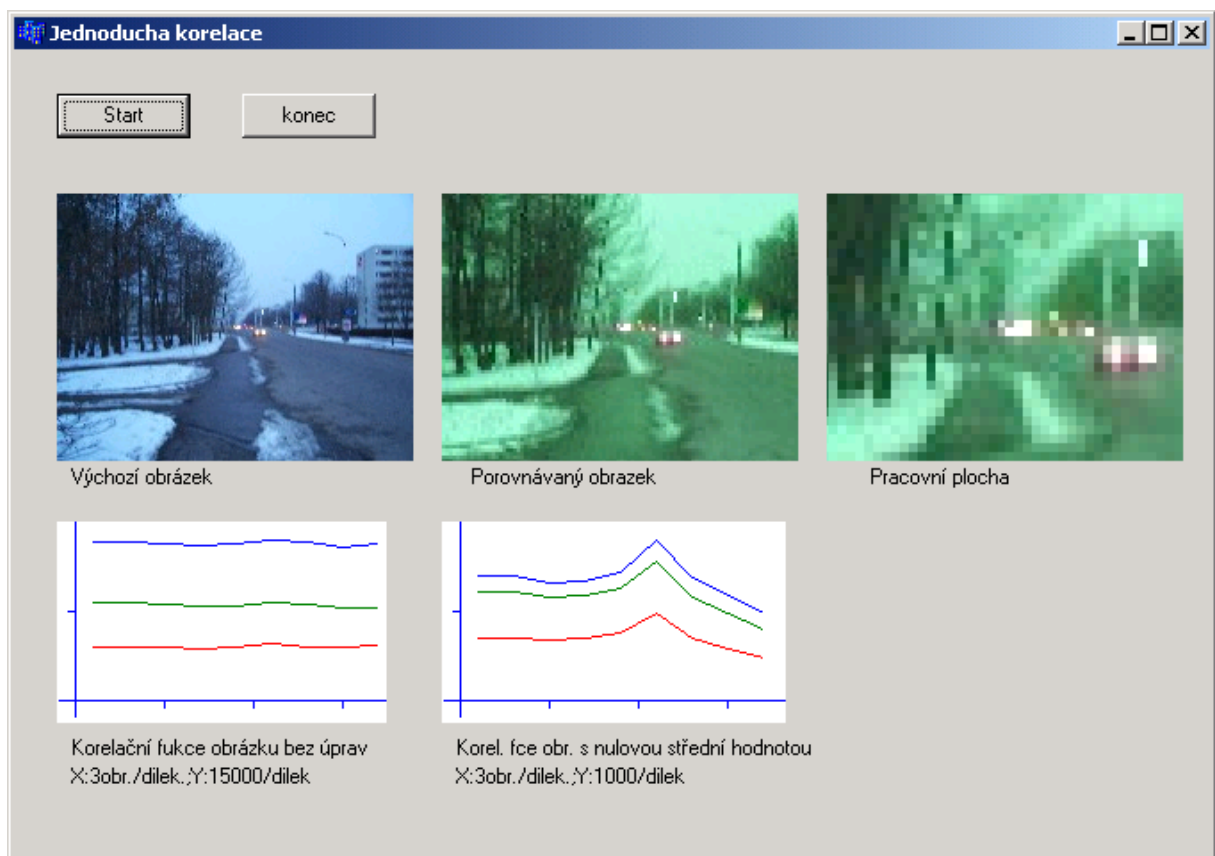 Jednoducha korelace
Start
konec
Výchozí obrázek
Porovnávaný obrazek
Pracovní plocha
Korelační fukce obrázku bez úprav
X:3obr./dilek.;Y:15000/dilek
Korel. fce obr. s nulovou střední hodnotou
X:3obr./dilek.;Y:1000/dilek